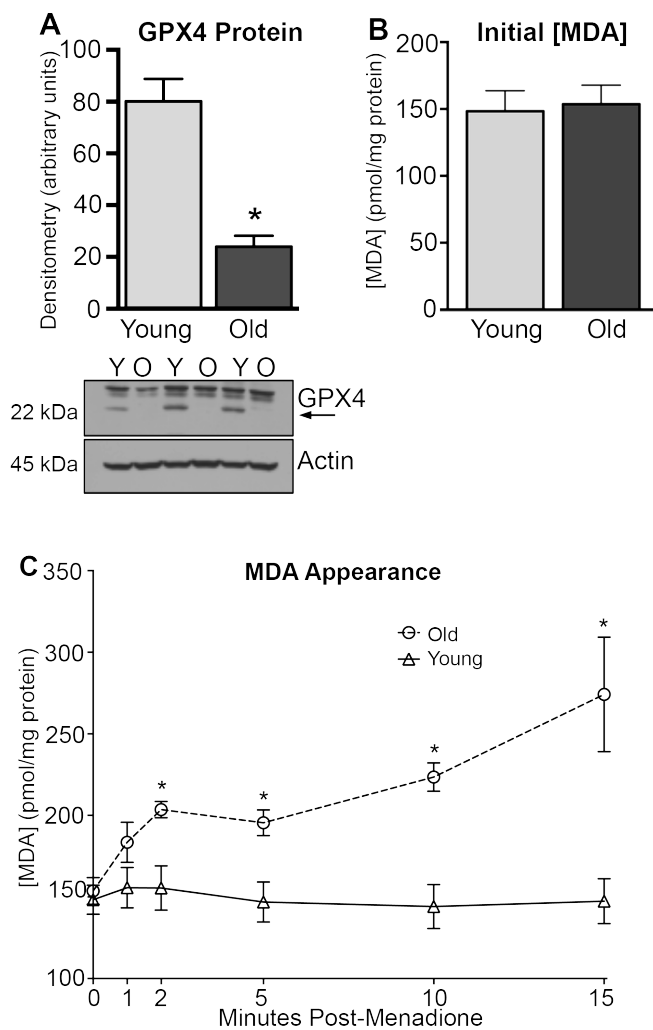 A
GPX4 Protein
Densitometry (arbitrary units)
100
80
60
40
20
0
*
Young Old
Y O Y O Y O
22 kDa
GPX4
45 kDa
Actin
B
Initial [MDA]
[MDA] (pmol/mg protein)
200
150
100
50
0
Young Old
C
MDA Appearance
[MDA] (pmol/mg protein)
350
300
250
200
150
100
Old
Young
* * * *
0 1 2 5 10 15
Minutes Post-Menadione